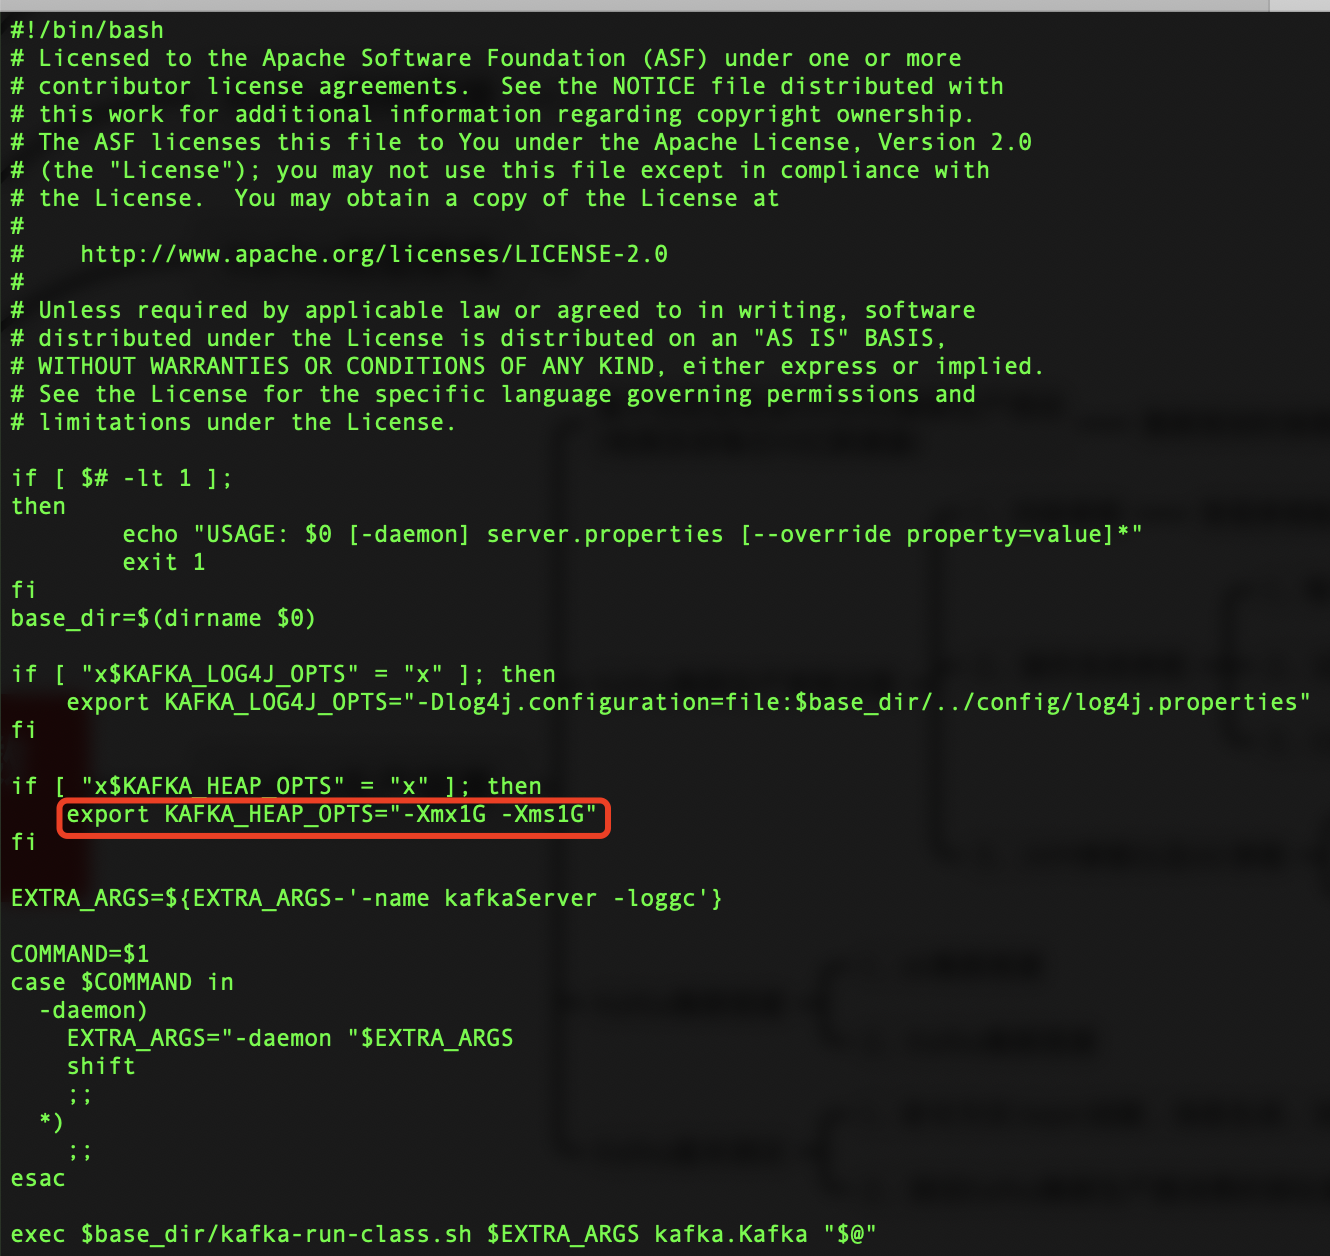 #!/bin/bash
# Licensed to the Apache Software Foundation (ASF) under one or more
# contributor license agreements.  See the NOTICE file distributed with
# this work for additional information regarding copyright ownership.
# The ASF licenses this file to You under the Apache License, Version 2.0
# (the "License"); you may not use this file except in compliance with
# the License.  You may obtain a copy of the License at
#
#    http://www.apache.org/licenses/LICENSE-2.0
#
# Unless required by applicable law or agreed to in writing, software
# distributed under the License is distributed on an "AS IS" BASIS,
# WITHOUT WARRANTIES OR CONDITIONS OF ANY KIND, either express or implied.
# See the License for the specific language governing permissions and
# limitations under the License.

if [ $# -lt 1 ];
then
        echo "USAGE: $0 [-daemon] server.properties [--override property=value]*"
        exit 1
fi
base_dir=$(dirname $0)

if [ "x$KAFKA_LOG4J_OPTS" = "x" ]; then
    export KAFKA_LOG4J_OPTS="-Dlog4j.configuration=file:$base_dir/../config/log4j.properties"
fi

if [ "x$KAFKA_HEAP_OPTS" = "x" ]; then
    export KAFKA_HEAP_OPTS="-Xmx1G -Xms1G"
fi

EXTRA_ARGS=${EXTRA_ARGS-'-name kafkaServer -loggc'}

COMMAND=$1
case $COMMAND in
  -daemon)
    EXTRA_ARGS="-daemon "$EXTRA_ARGS
    shift
    ;;
  *)
    ;;
esac

exec $base_dir/kafka-run-class.sh $EXTRA_ARGS kafka.Kafka "$@"